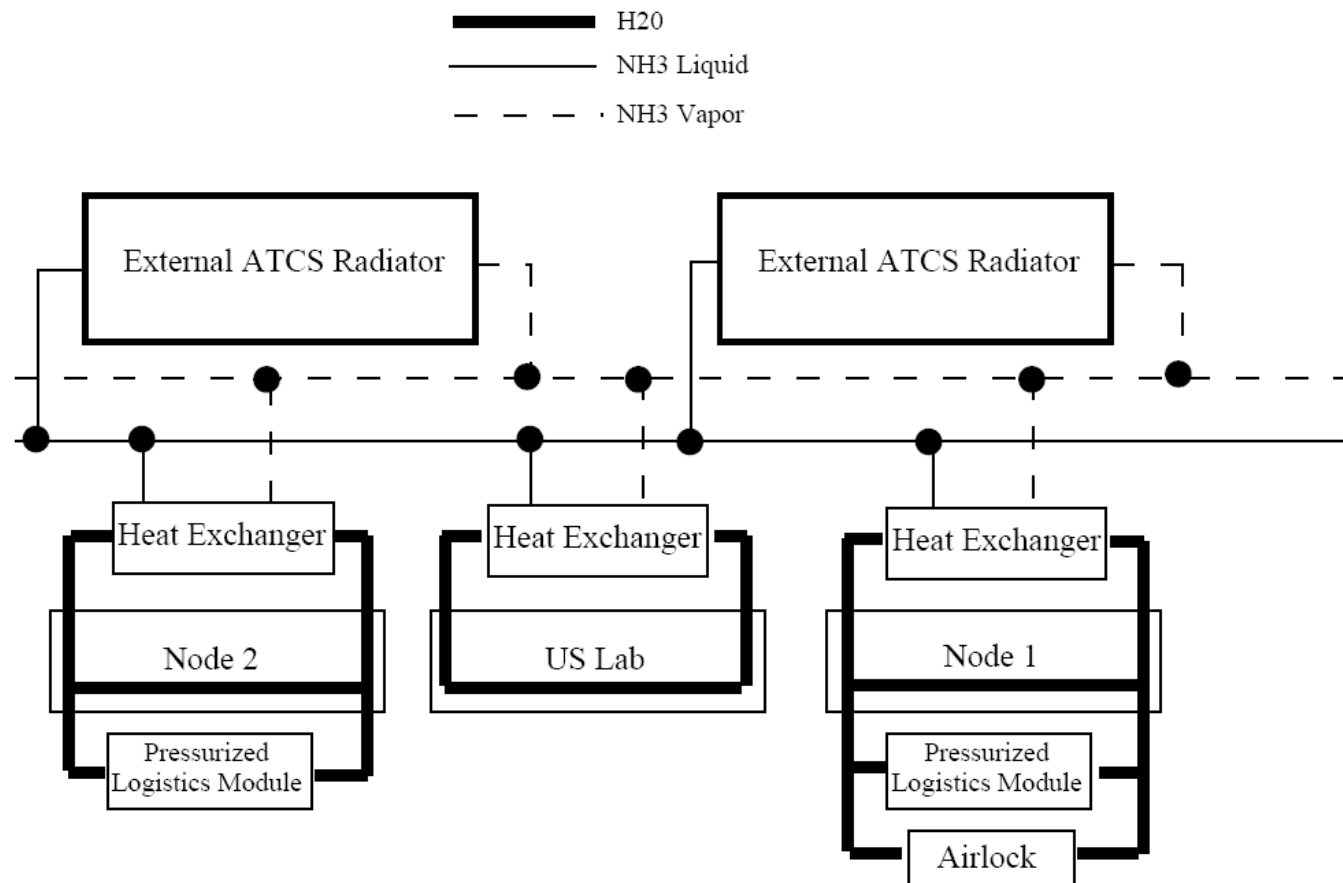 H20
NH3 Liquid
NH3 Vapor
External ATCS Radiator
External ATCS Radiator
Heat Exchanger
Heat Exchanger
Heat Exchanger
Node 2
US Lab
Node 1
Pressurized
Logistics Module
Pressurized
Logistics Module
Airlock